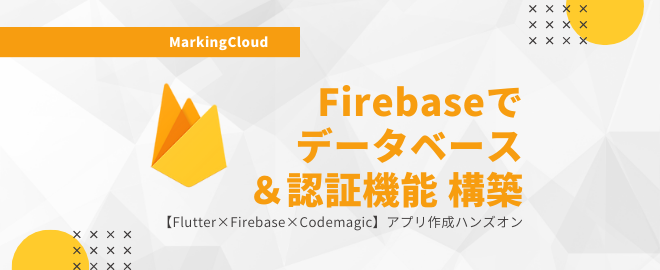 MarkingCloud
Firebaseで
データベース
＆認証機能 構築
【Flutter×Firebase×Codemagic】アプリ作成ハンズオン